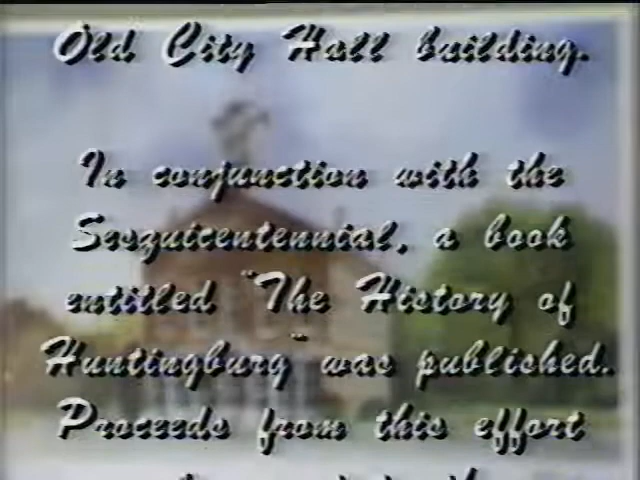 Old City Hall building.
In conjunction with the
Sesquicentennial, a book
entitled "The History of
Huntingburg" was published.
Proceeds from this effort